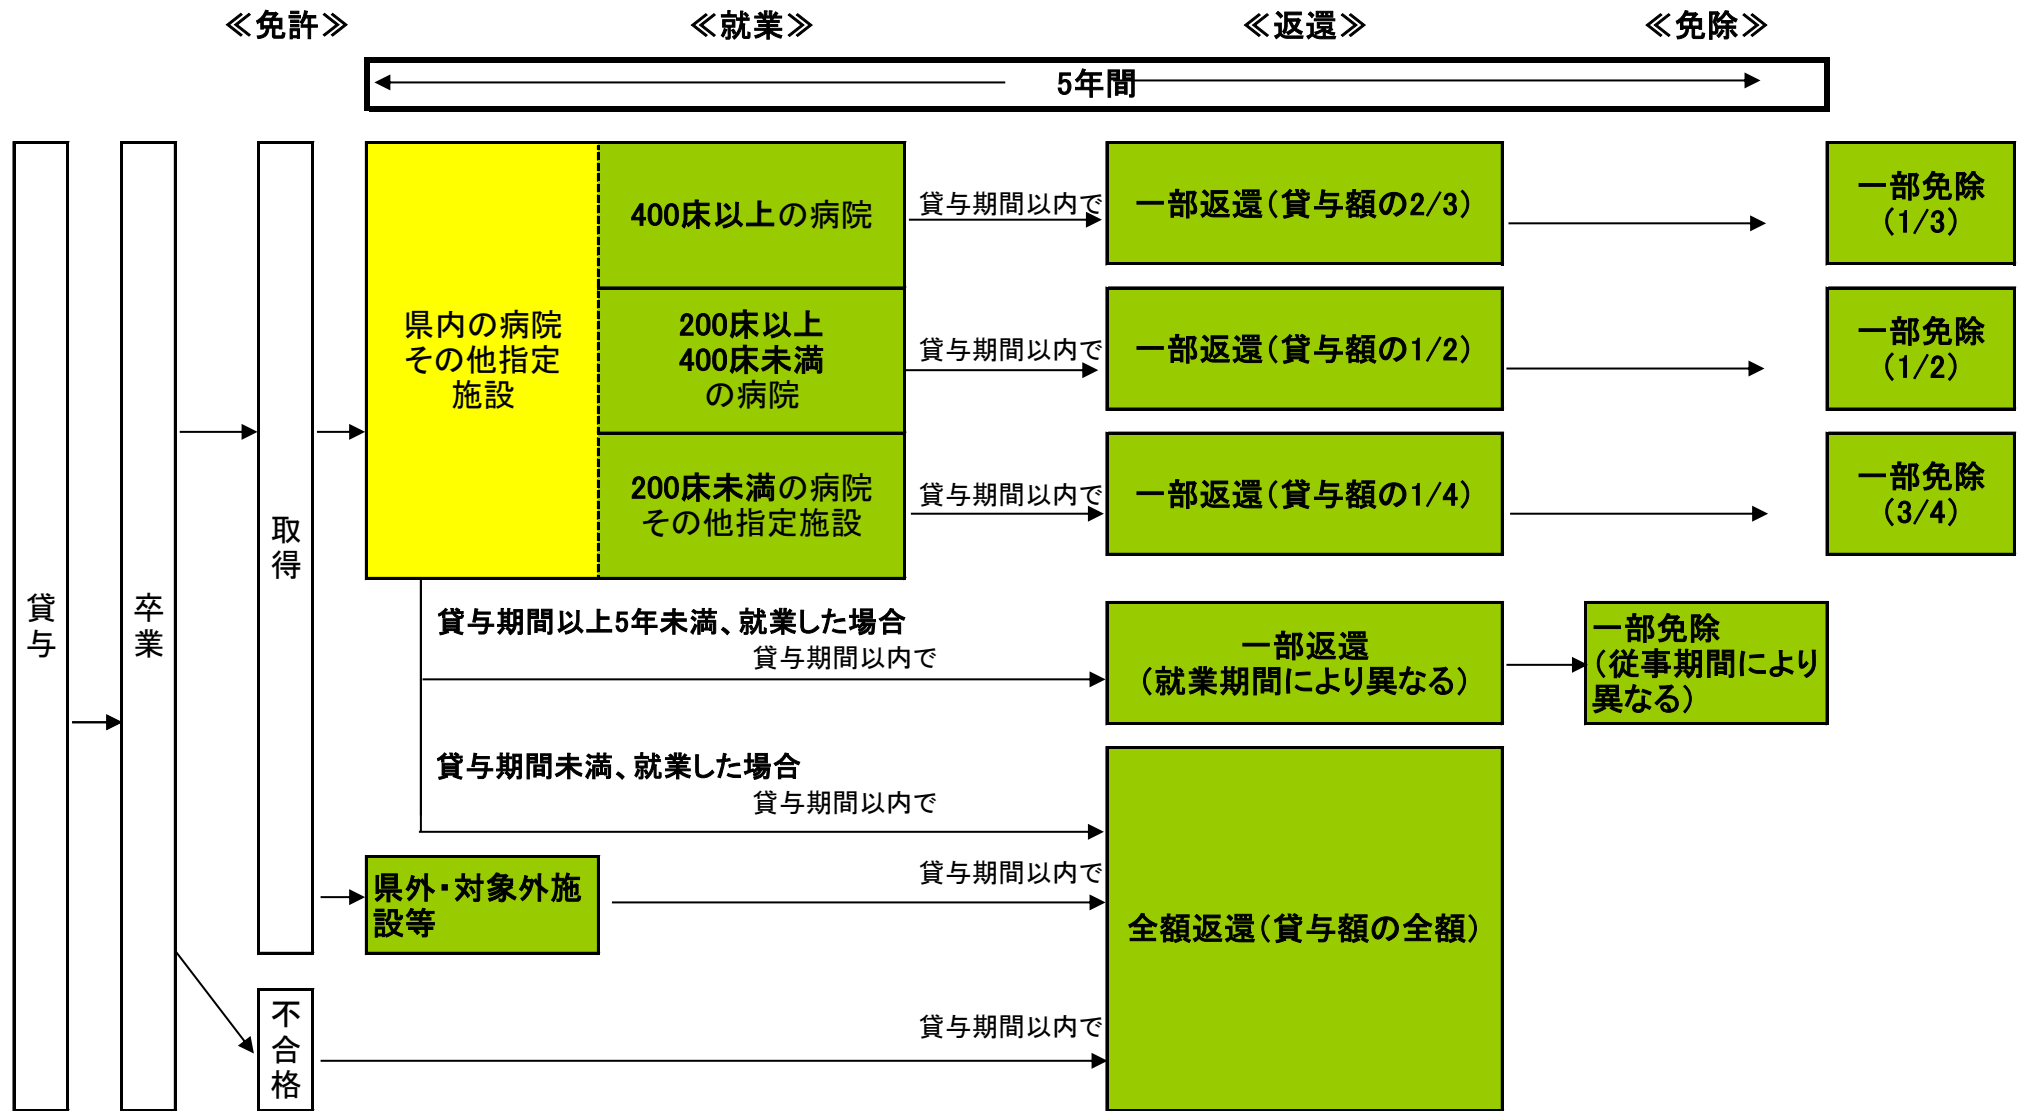 ≪免許≫
≪就業≫
≪返還≫
≪免除≫
5年間
貸与
卒業
取得
不合格
県内の病院
その他指定
施設
400床以上の病院
貸与期間以内で
一部返還(貸与額の2/3)
一部免除
(1/3)
200床以上
400床未満
の病院
貸与期間以内で
一部返還(貸与額の1/2)
一部免除
(1/2)
200床未満の病院
その他指定施設
貸与期間以内で
一部返還(貸与額の1/4)
一部免除
(3/4)
貸与期間以上5年未満、就業した場合
貸与期間以内で
一部返還
(就業期間により異なる)
一部免除
(従事期間により
異なる)
貸与期間未満、就業した場合
貸与期間以内で
県外・対象外施
設等
貸与期間以内で
全額返還(貸与額の全額)
貸与期間以内で